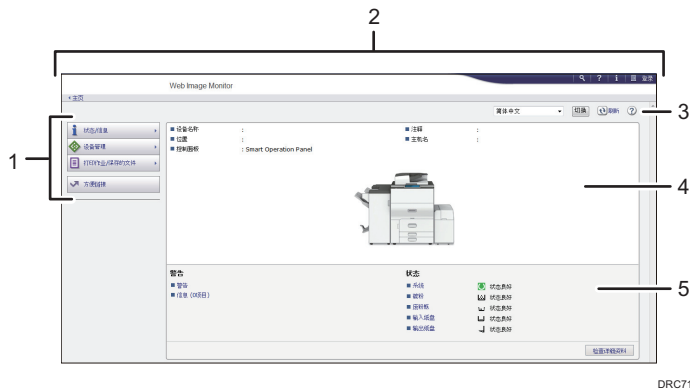 2
Web Image Monitor
登录
主页
简体中文
切换
刷新
3
1
状态/信息
设备管理
打印作业/保存的文件
方便链接
设备名称 :
位置 :
控制面板 : Smart Operation Panel
注释 :
主机名 :
4
警告
警告
信息 (0项目)
状态
系统 状态良好
碳粉 状态良好
废粉瓶 状态良好
输入纸盘 状态良好
输出纸盘 状态良好
5
检查详细资料
DRC71